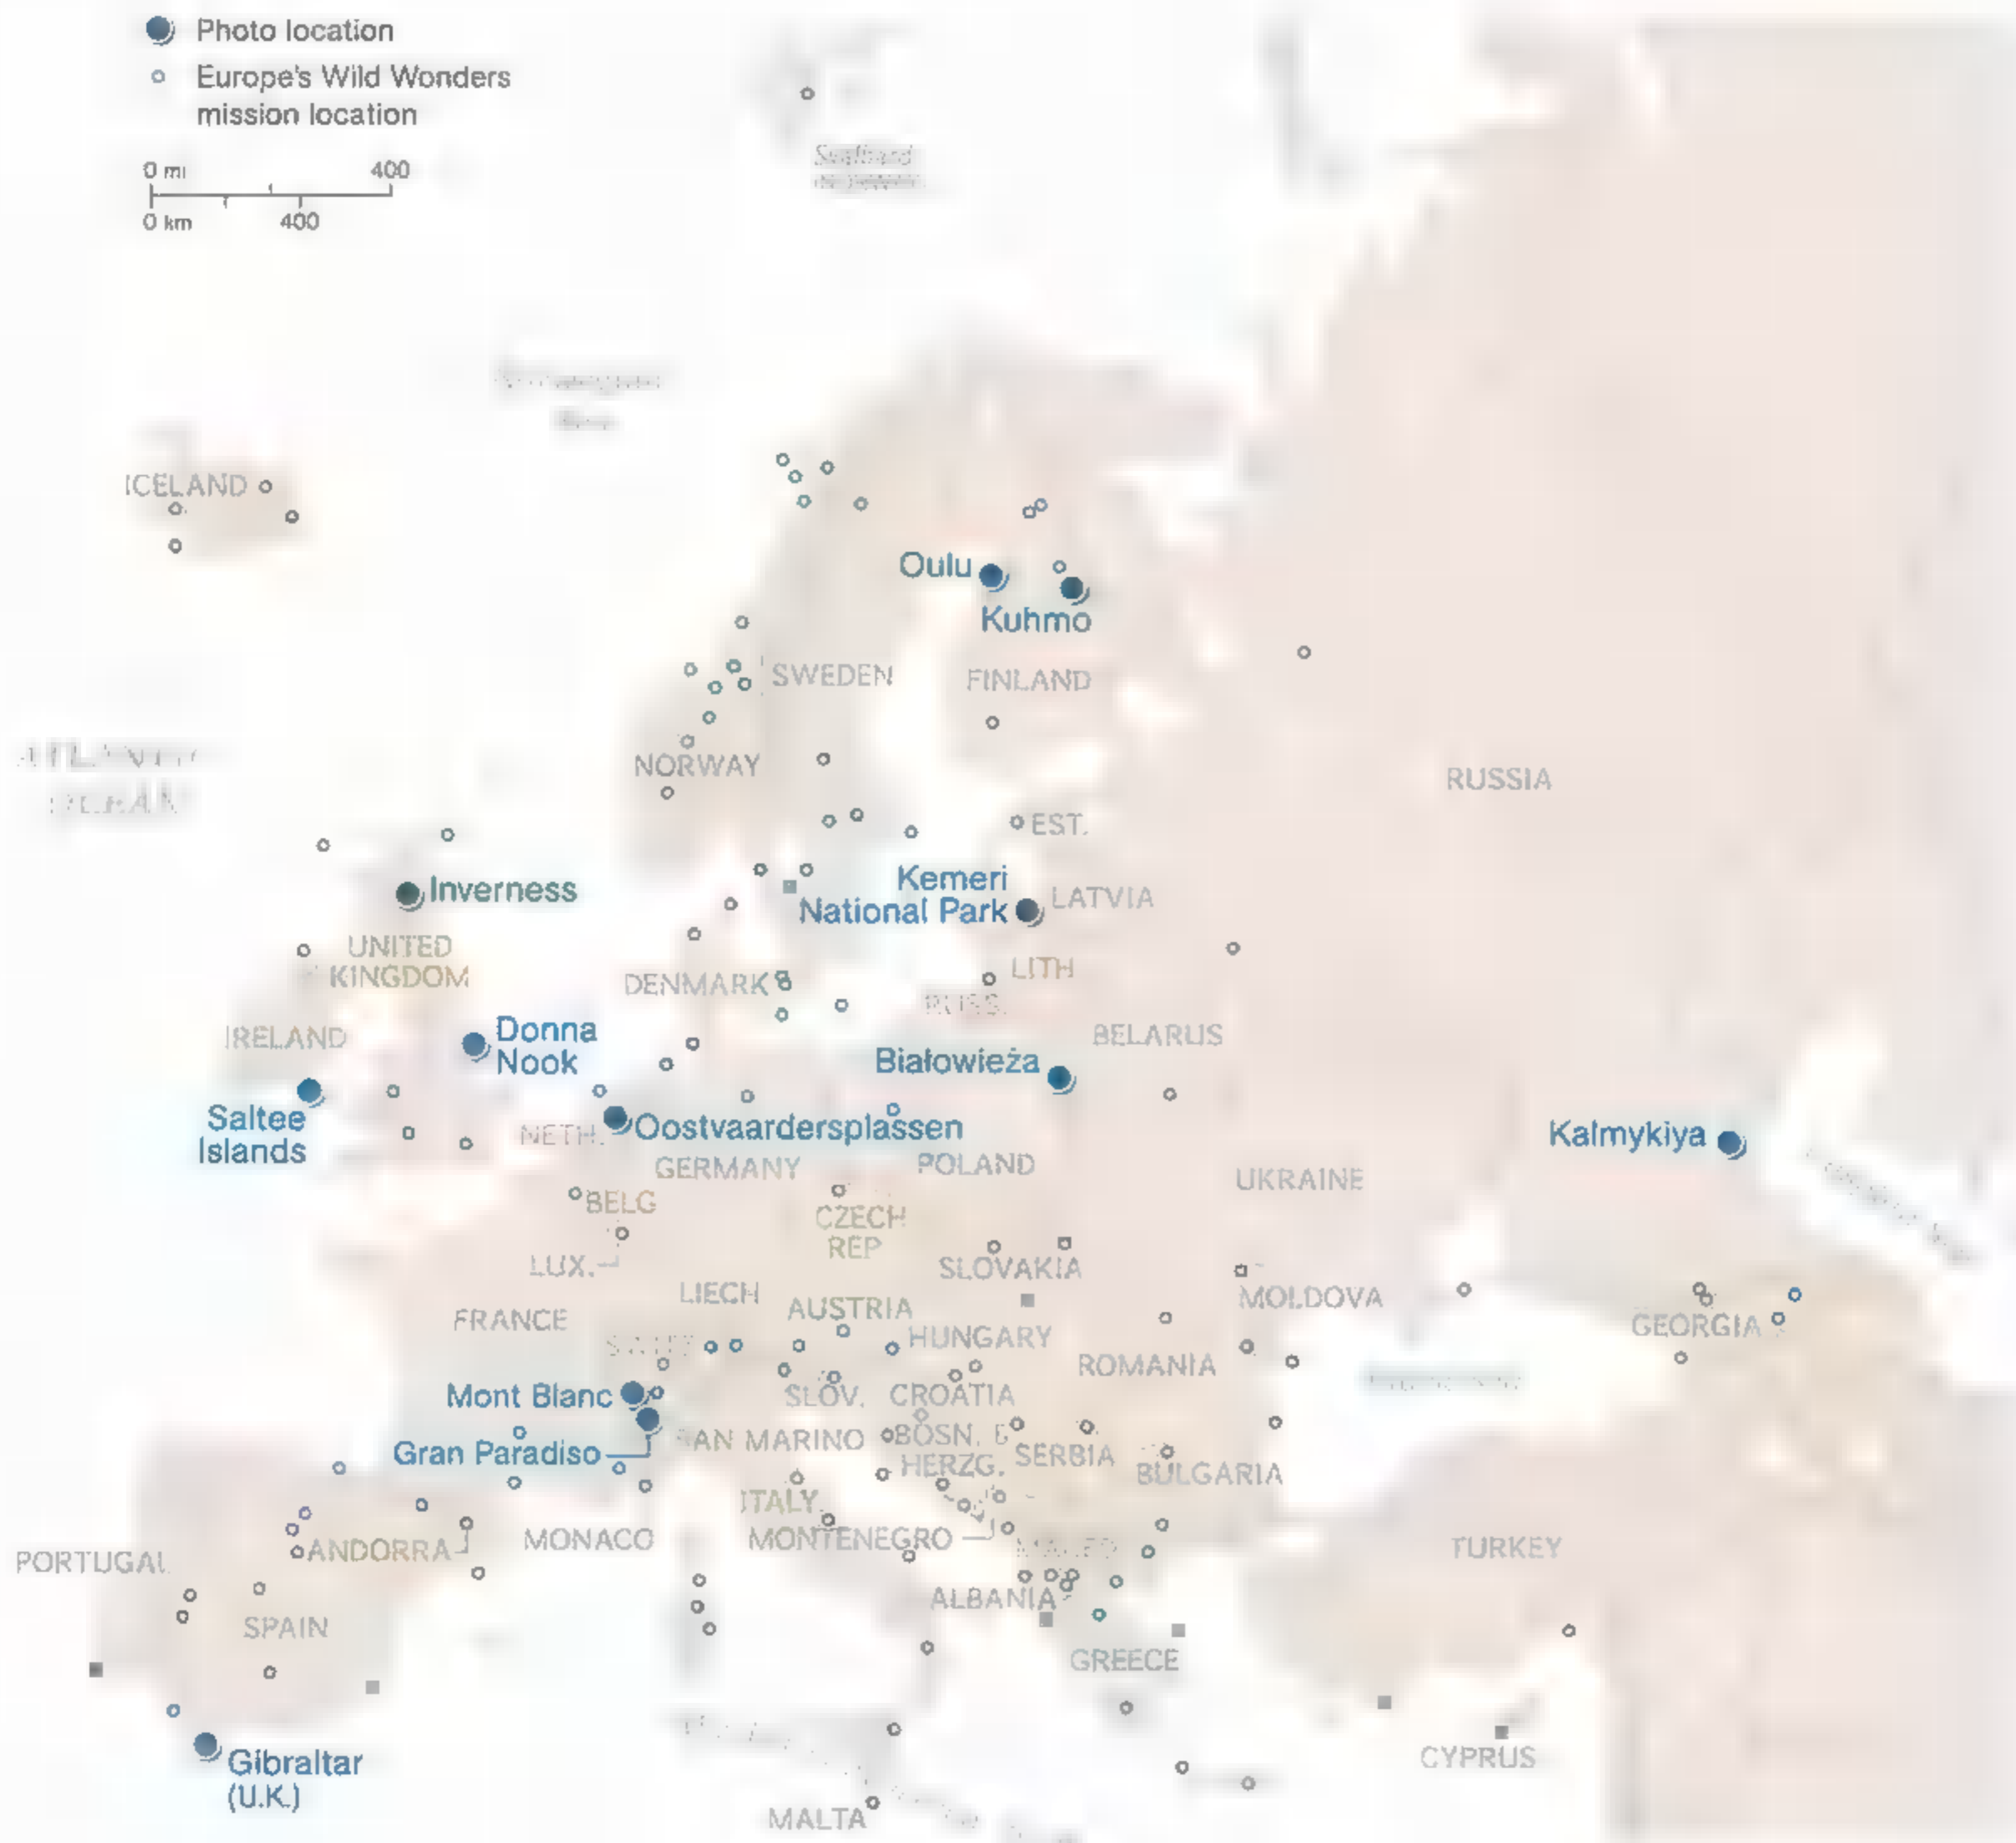 Photo location
Europe's Wild Wonders
mission location
0 mi 400
0 km 400
ICELAND
Oulu
Kuhmo
SWEDEN
FINLAND
NORWAY
RUSSIA
EST.
Inverness
Kemeri
National Park
LATVIA
UNITED
KINGDOM
DENMARK
LITH
RUSS.
IRELAND
Donna
Nook
BELARUS
Białowieża
Saltee
Islands
NETH.
Oostvaardersplassen
Kalmykiya
GERMANY
POLAND
UKRAINE
BELG
CZECH
REP
LUX.
SLOVAKIA
LIECH
AUSTRIA
MOLDOVA
FRANCE
HUNGARY
GEORGIA
ROMANIA
Mont Blanc
SLOV.
CROATIA
Gran Paradiso
AN MARINO
BOSN. &
HERZG.
SERBIA
BULGARIA
ITALY
ANDORRA
MONACO
MONTENEGRO
TURKEY
PORTUGAL
ALBANIA
SPAIN
GREECE
Gibraltar
(U.K.)
CYPRUS
MALTA